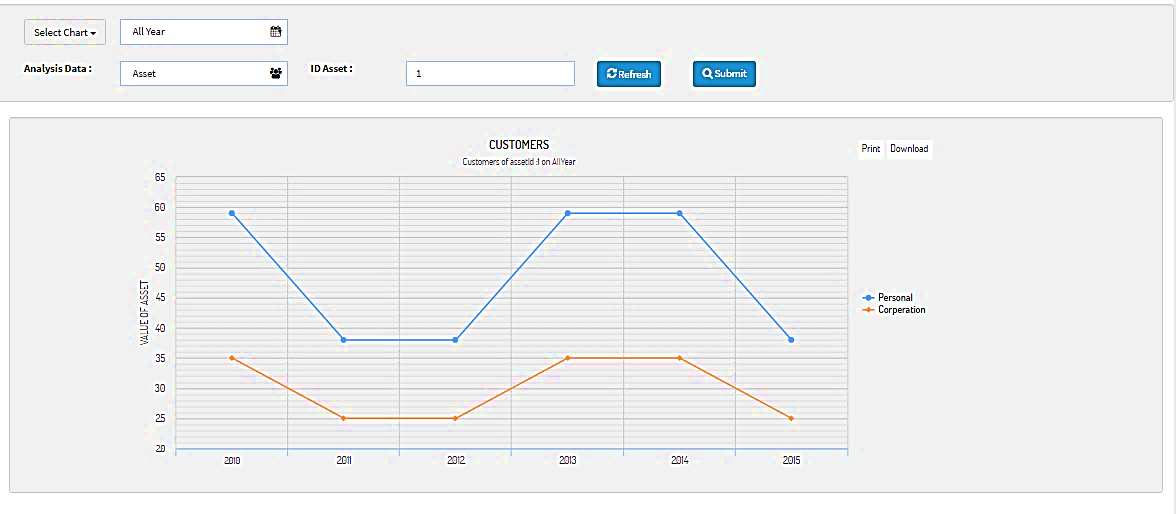 Select Chart
All Year
Analysis Data :
Asset
ID Asset :
1
Refresh
Submit
CUSTOMERS
Customers of assetId :1 on AllYear
Print
Download
VALUE OF ASSET
65
60
55
50
45
40
35
30
25
20
2010
2011
2012
2013
2014
2015
Personal
Corperation